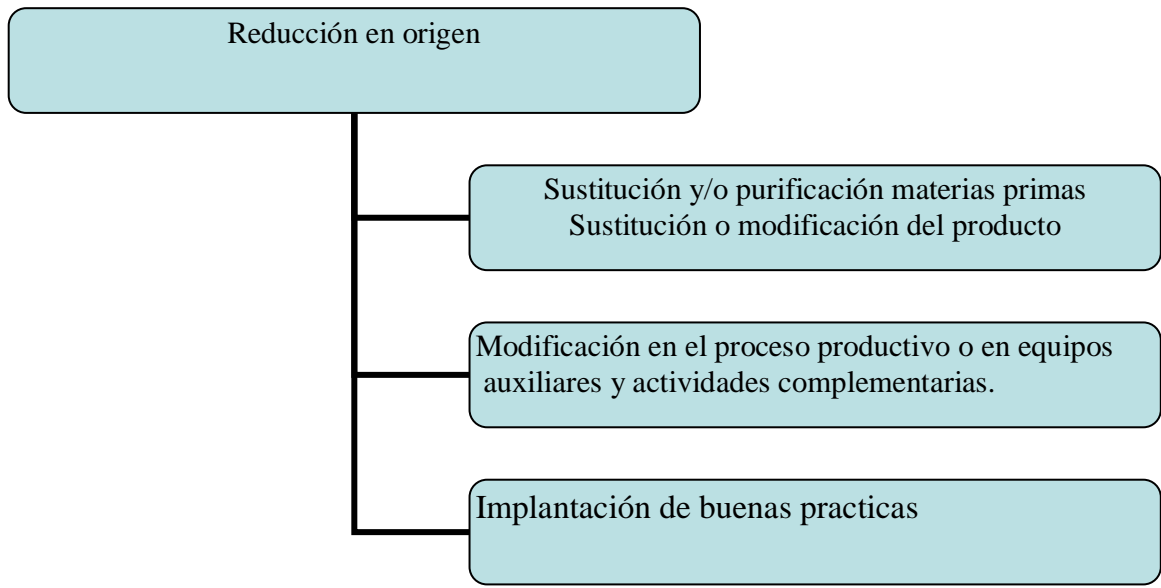 Reducción en origen
Sustitución y/o purificación materias primas
Sustitución o modificación del producto
Modificación en el proceso productivo o en equipos
auxiliares y actividades complementarias.
Implantación de buenas practicas